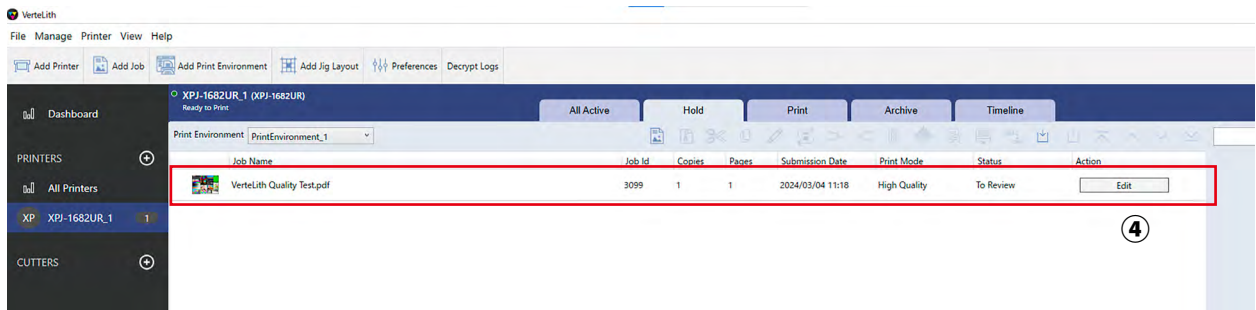 VerteLith
File Manage Printer View Help
Add Printer Add Job Add Print Environment Add Jig Layout Preferences Decrypt Logs
Dashboard
XPJ-1682UR_1 (XPJ-1682UR)
Ready to Print
All Active Hold Print Archive Timeline
Print Environment PrintEnvironment_1
PRINTERS
Job Name Job Id Copies Pages Submission Date Print Mode Status Action
All Printers
VerteLith Quality Test.pdf 3099 1 1 2024/03/04 11:18 High Quality To Review Edit
XP XPJ-1682UR_1 1
④
CUTTERS